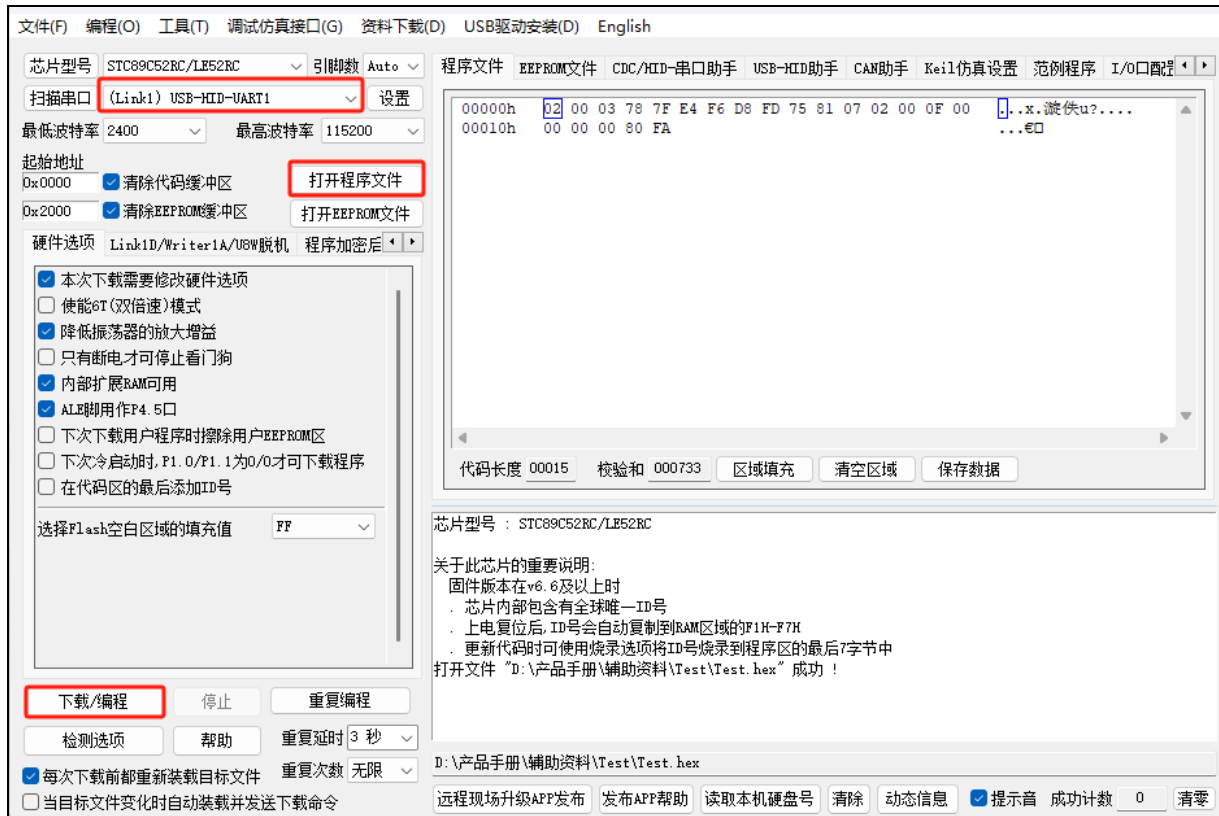 文件(F) 编程(O) 工具(T) 调试仿真接口(G) 资料下载(D) USB驱动安装(D) English
芯片型号 STC89C52RC/LE52RC 引脚数 Auto
扫描串口 (Link1) USB-HID-UART1 设置
最低波特率 2400 最高波特率 115200
起始地址
0x0000 清除代码缓冲区 打开程序文件
0x2000 清除EEPROM缓冲区 打开EEPROM文件
硬件选项 Link1D/Writer1A/U8W脱机 程序加密后
本次下载需要修改硬件选项
使能6T(双倍速)模式
降低振荡器的放大增益
只有断电才可停止看门狗
内部扩展RAM可用
ALE脚用作P4.5口
下次下载用户程序时擦除用户EEPROM区
下次冷启动时,P1.0/P1.1为0/0才可下载程序
在代码区的最后添加ID号
选择Flash空白区域的填充值 FF
下载/编程 停止 重复编程
检测选项 帮助 重复延时 3 秒
每次下载前都重新装载目标文件 重复次数 无限
当目标文件变化时自动装载并发送下载命令
程序文件 EEPROM文件 CDC/HID-串口助手 USB-HID助手 CAN助手 Keil仿真设置 范例程序 I/O口配
00000h 02 00 03 78 7F E4 F6 D8 FD 75 81 07 02 00 0F 00 ...x.漩佚u?....
00010h 00 00 00 80 FA ...€□
代码长度 00015 校验和 000733 区域填充 清空区域 保存数据
芯片型号 : STC89C52RC/LE52RC
关于此芯片的重要说明:
固件版本在v6.6及以上时
. 芯片内部包含有全球唯一ID号
. 上电复位后,ID号会自动复制到RAM区域的F1H-F7H
. 更新代码时可使用烧录选项将ID号烧录到程序区的最后7字节中
打开文件 "D:\产品手册\辅助资料\Test\Test.hex" 成功 !
D:\产品手册\辅助资料\Test\Test.hex
远程现场升级APP发布 发布APP帮助 读取本机硬盘号 清除 动态信息 提示音 成功计数 0 清零